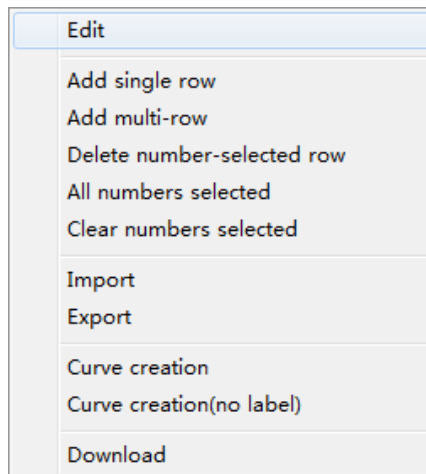 Edit
Add single row
Add multi-row
Delete number-selected row
All numbers selected
Clear numbers selected
Import
Export
Curve creation
Curve creation(no label)
Download